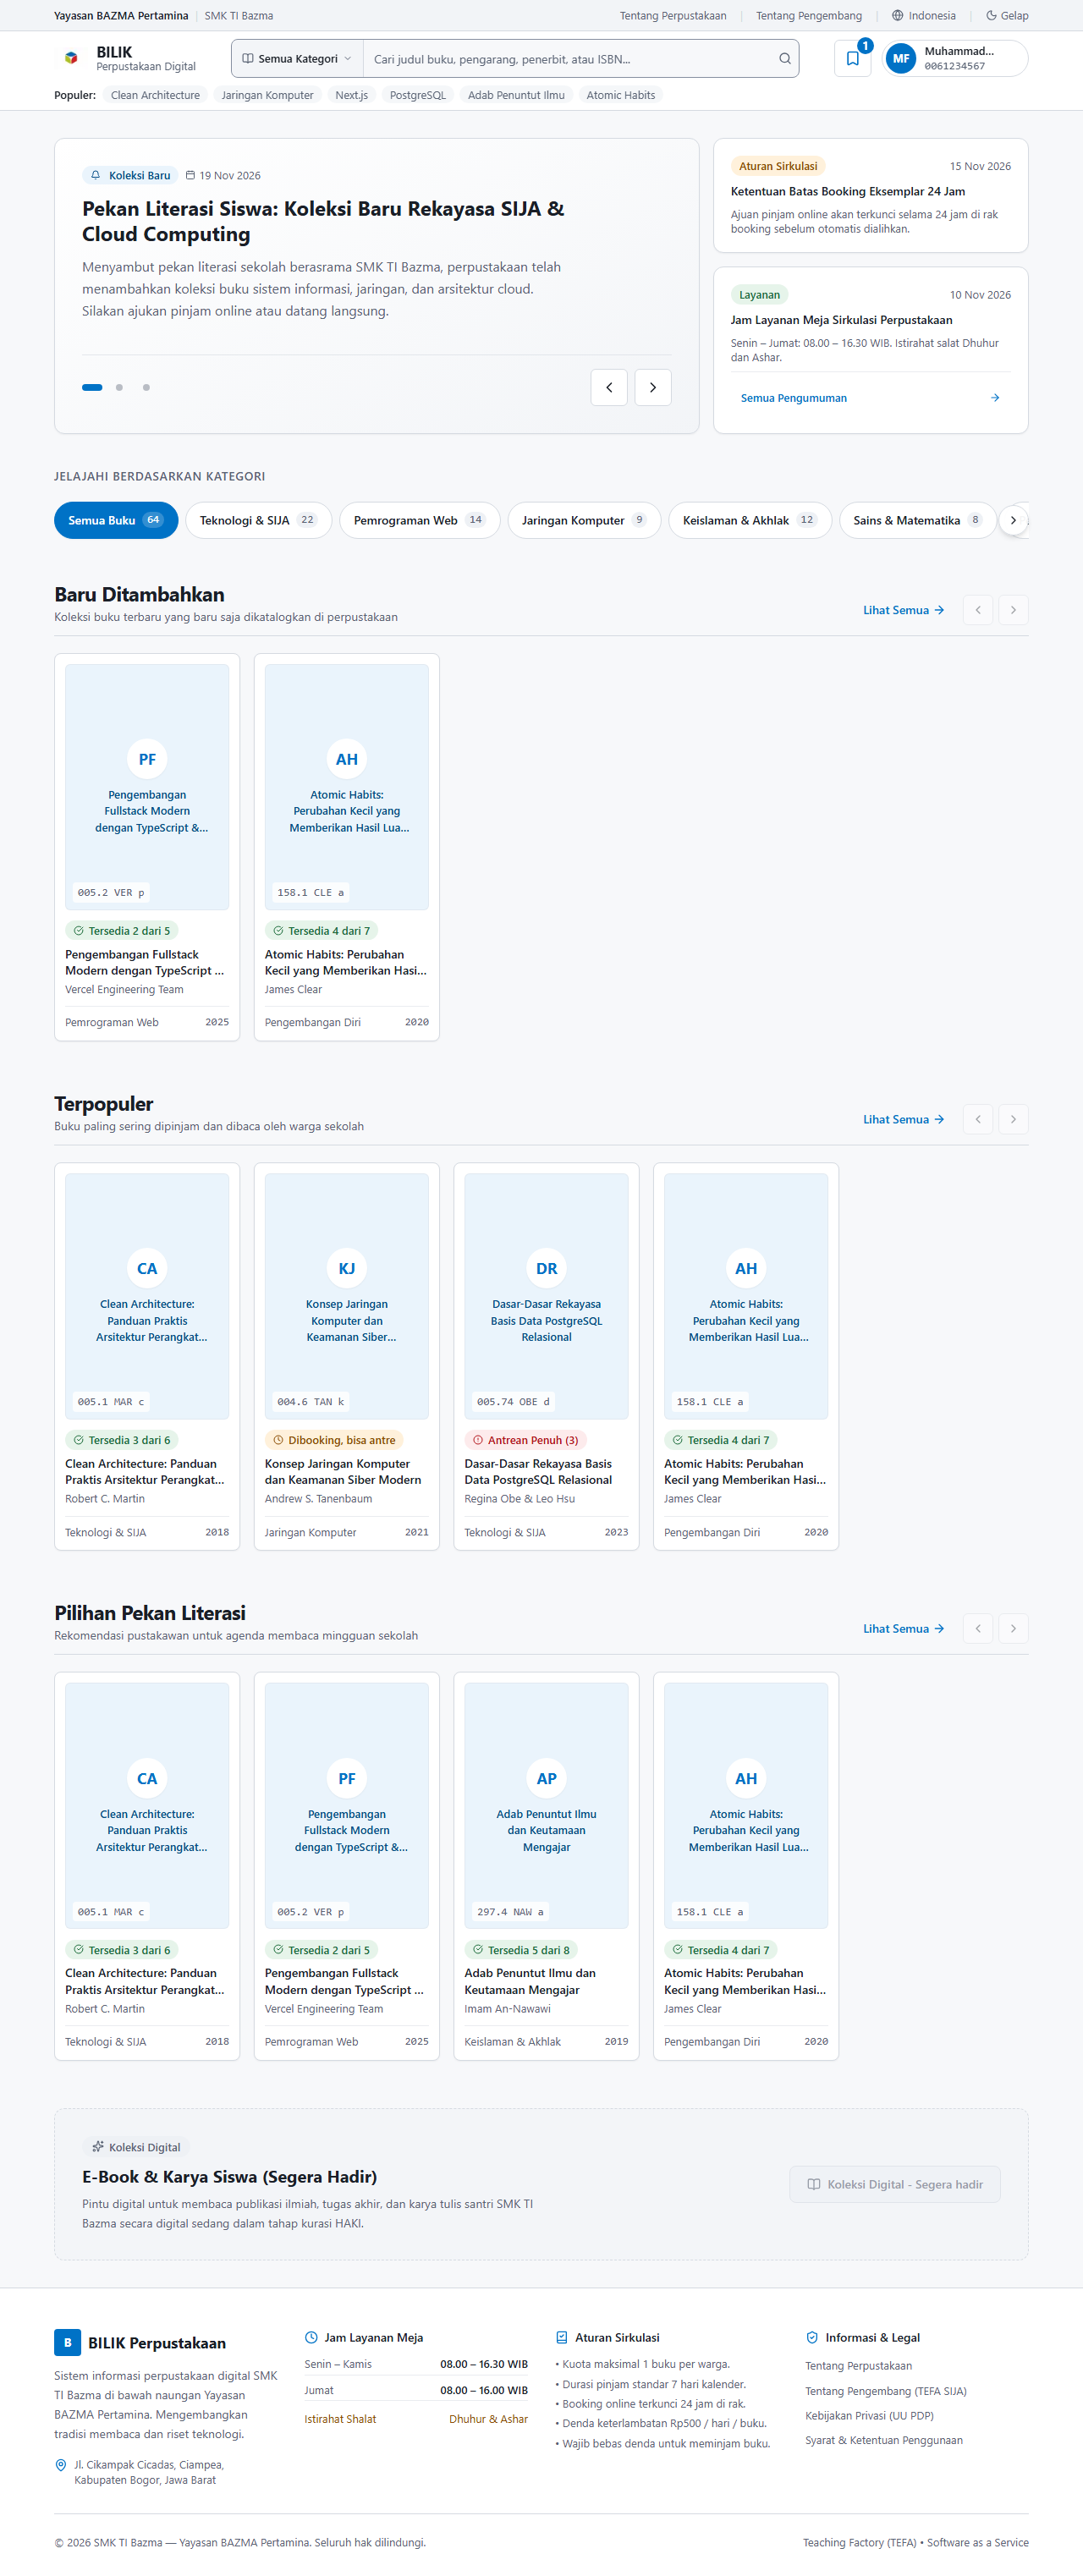 Yayasan BAZMA Pertamina | SMK TI Bazma
Tentang Perpustakaan | Tentang Pengembang | Indonesia | Gelap
BILIK
Perpustakaan Digital
Semua Kategori
Cari judul buku, pengarang, penerbit, atau ISBN...
1
MF
Muhammad...
0061234567
Populer: Clean Architecture Jaringan Komputer Next.js PostgreSQL Adab Penuntut Ilmu Atomic Habits
Koleksi Baru 19 Nov 2026
Pekan Literasi Siswa: Koleksi Baru Rekayasa SIJA &
Cloud Computing
Menyambut pekan literasi sekolah berasrama SMK TI Bazma, perpustakaan telah
menambahkan koleksi buku sistem informasi, jaringan, dan arsitektur cloud.
Silakan ajukan pinjam online atau datang langsung.
Aturan Sirkulasi 15 Nov 2026
Ketentuan Batas Booking Eksemplar 24 Jam
Ajuan pinjam online akan terkunci selama 24 jam di rak
booking sebelum otomatis dialihkan.
Layanan 10 Nov 2026
Jam Layanan Meja Sirkulasi Perpustakaan
Senin – Jumat: 08.00 – 16.30 WIB. Istirahat salat Dhuhur
dan Ashar.
Semua Pengumuman
JELAJAHI BERDASARKAN KATEGORI
Semua Buku 64 Teknologi & SIJA 22 Pemrograman Web 14 Jaringan Komputer 9 Keislaman & Akhlak 12 Sains & Matematika 8
Baru Ditambahkan
Koleksi buku terbaru yang baru saja dikatalogkan di perpustakaan
Lihat Semua
PF
Pengembangan
Fullstack Modern
dengan TypeScript &...
005.2 VER p
Tersedia 2 dari 5
Pengembangan Fullstack
Modern dengan TypeScript ...
Vercel Engineering Team
Pemrograman Web 2025
AH
Atomic Habits:
Perubahan Kecil yang
Memberikan Hasil Lua...
158.1 CLE a
Tersedia 4 dari 7
Atomic Habits: Perubahan
Kecil yang Memberikan Hasi...
James Clear
Pengembangan Diri 2020
Terpopuler
Buku paling sering dipinjam dan dibaca oleh warga sekolah
Lihat Semua
CA
Clean Architecture:
Panduan Praktis
Arsitektur Perangkat...
005.1 MAR c
Tersedia 3 dari 6
Clean Architecture: Panduan
Praktis Arsitektur Perangkat...
Robert C. Martin
Teknologi & SIJA 2018
KJ
Konsep Jaringan
Komputer dan
Keamanan Siber...
004.6 TAN k
Dibooking, bisa antre
Konsep Jaringan Komputer
dan Keamanan Siber Modern
Andrew S. Tanenbaum
Jaringan Komputer 2021
DR
Dasar-Dasar Rekayasa
Basis Data PostgreSQL
Relasional
005.74 OBE d
Antrean Penuh (3)
Dasar-Dasar Rekayasa Basis
Data PostgreSQL Relasional
Regina Obe & Leo Hsu
Teknologi & SIJA 2023
AH
Atomic Habits:
Perubahan Kecil yang
Memberikan Hasil Lua...
158.1 CLE a
Tersedia 4 dari 7
Atomic Habits: Perubahan
Kecil yang Memberikan Hasi...
James Clear
Pengembangan Diri 2020
Pilihan Pekan Literasi
Rekomendasi pustakawan untuk agenda membaca mingguan sekolah
Lihat Semua
CA
Clean Architecture:
Panduan Praktis
Arsitektur Perangkat...
005.1 MAR c
Tersedia 3 dari 6
Clean Architecture: Panduan
Praktis Arsitektur Perangkat...
Robert C. Martin
Teknologi & SIJA 2018
PF
Pengembangan
Fullstack Modern
dengan TypeScript &...
005.2 VER p
Tersedia 2 dari 5
Pengembangan Fullstack
Modern dengan TypeScript ...
Vercel Engineering Team
Pemrograman Web 2025
AP
Adab Penuntut Ilmu
dan Keutamaan
Mengajar
297.4 NAW a
Tersedia 5 dari 8
Adab Penuntut Ilmu dan
Keutamaan Mengajar
Imam An-Nawawi
Keislaman & Akhlak 2019
AH
Atomic Habits:
Perubahan Kecil yang
Memberikan Hasil Lua...
158.1 CLE a
Tersedia 4 dari 7
Atomic Habits: Perubahan
Kecil yang Memberikan Hasi...
James Clear
Pengembangan Diri 2020
Koleksi Digital
E-Book & Karya Siswa (Segera Hadir)
Pintu digital untuk membaca publikasi ilmiah, tugas akhir, dan karya tulis santri SMK TI
Bazma secara digital sedang dalam tahap kurasi HAKI.
Koleksi Digital - Segera hadir
B BILIK Perpustakaan
Sistem informasi perpustakaan digital SMK
TI Bazma di bawah naungan Yayasan
BAZMA Pertamina. Mengembangkan
tradisi membaca dan riset teknologi.
Jl. Cikampak Cicadas, Ciampea,
Kabupaten Bogor, Jawa Barat
Jam Layanan Meja
Senin – Kamis 08.00 – 16.30 WIB
Jumat 08.00 – 16.00 WIB
Istirahat Shalat Dhuhur & Ashar
Aturan Sirkulasi
• Kuota maksimal 1 buku per warga.
• Durasi pinjam standar 7 hari kalender.
• Booking online terkunci 24 jam di rak.
• Denda keterlambatan Rp500 / hari / buku.
• Wajib bebas denda untuk meminjam buku.
Informasi & Legal
Tentang Perpustakaan
Tentang Pengembang (TEFA SIJA)
Kebijakan Privasi (UU PDP)
Syarat & Ketentuan Penggunaan
© 2026 SMK TI Bazma — Yayasan BAZMA Pertamina. Seluruh hak dilindungi.
Teaching Factory (TEFA) • Software as a Service